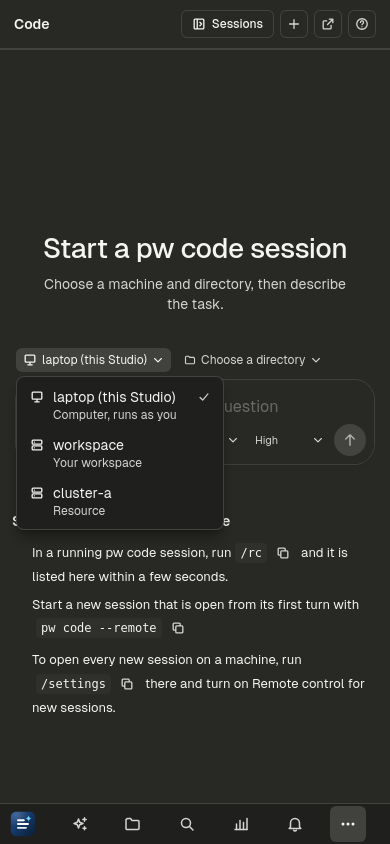 Code
Sessions
Start a pw code session
Choose a machine and directory, then describe
the task.
laptop (this Studio)
Choose a directory
laptop (this Studio)
Computer, runs as you
uestion
workspace
Your workspace
High
cluster-a
Resource
In a running pw code session, run /rc and it is
listed here within a few seconds.
Start a new session that is open from its first turn with
pw code --remote
To open every new session on a machine, run
/settings there and turn on Remote control for
new sessions.